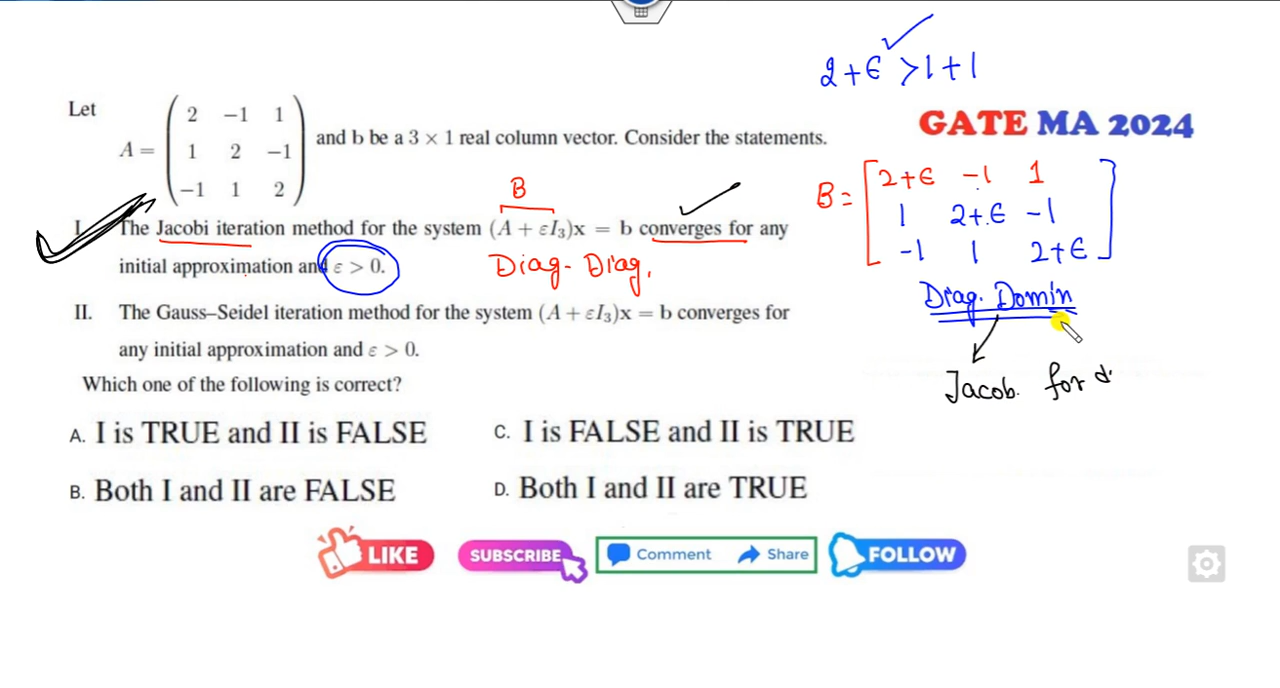 2+ϵ > 1+1
Let
A = ( 2 −1 1
1 2 −1
−1 1 2 ) and b be a 3 × 1 real column vector. Consider the statements.
GATE MA 2024
B = [ 2+ϵ -1 1
1 2+ϵ -1
-1 1 2+ϵ ]
B
I. The Jacobi iteration method for the system (A + εI₃)x = b converges for any
initial approximation and ε > 0.
Diag- Diag.
Diag. Domin
II. The Gauss–Seidel iteration method for the system (A + εI₃)x = b converges for
any initial approximation and ε > 0.
Jacob. for d.
Which one of the following is correct?
A. I is TRUE and II is FALSE
C. I is FALSE and II is TRUE
B. Both I and II are FALSE
D. Both I and II are TRUE
LIKE
SUBSCRIBE
Comment
Share
FOLLOW